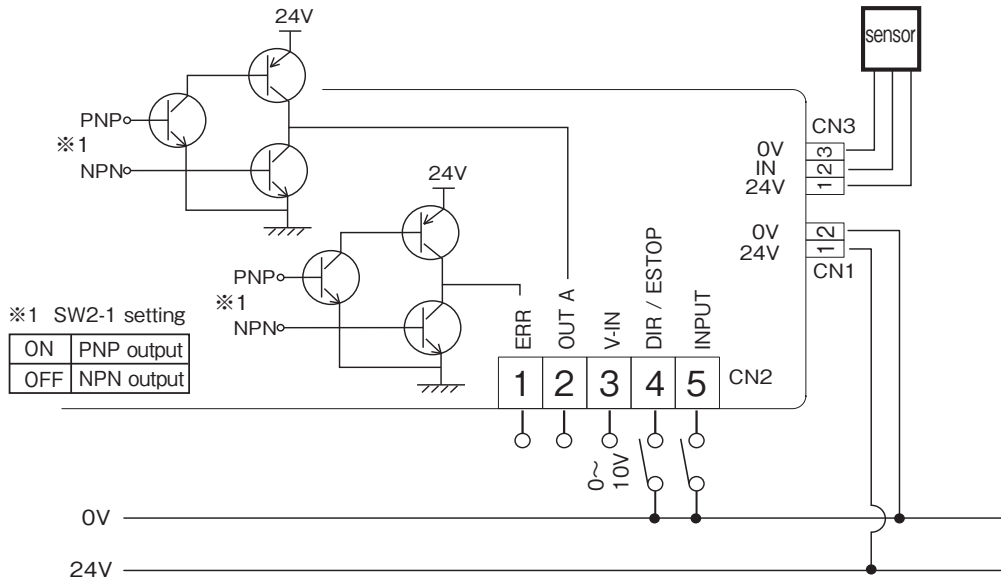 24V
PNP
※1
NPN
24V
PNP
※1
NPN
※1 SW2-1 setting
ON PNP output
OFF NPN output
sensor
CN3
0V 3
IN 2
24V 1
0V 2
24V 1
CN1
ERR
OUT A
V-IN
DIR / ESTOP
INPUT
1 2 3 4 5 CN2
0~
10V
0V
24V